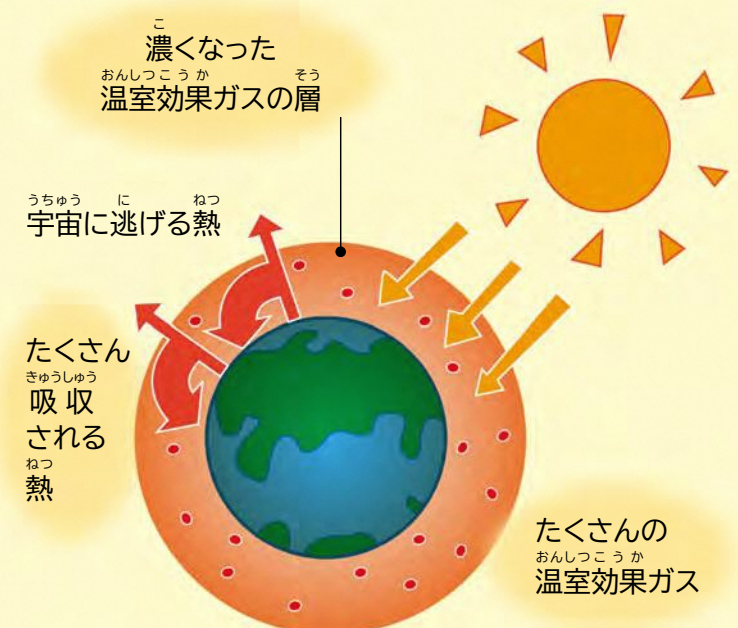 こ
濃くなった
おんしつこうか そう
温室効果ガスの層
うちゅう に ねつ
宇宙に逃げる熱
たくさん
きゅうしゅう
吸収
される
ねつ
熱
たくさんの
おんしつこうか
温室効果ガス